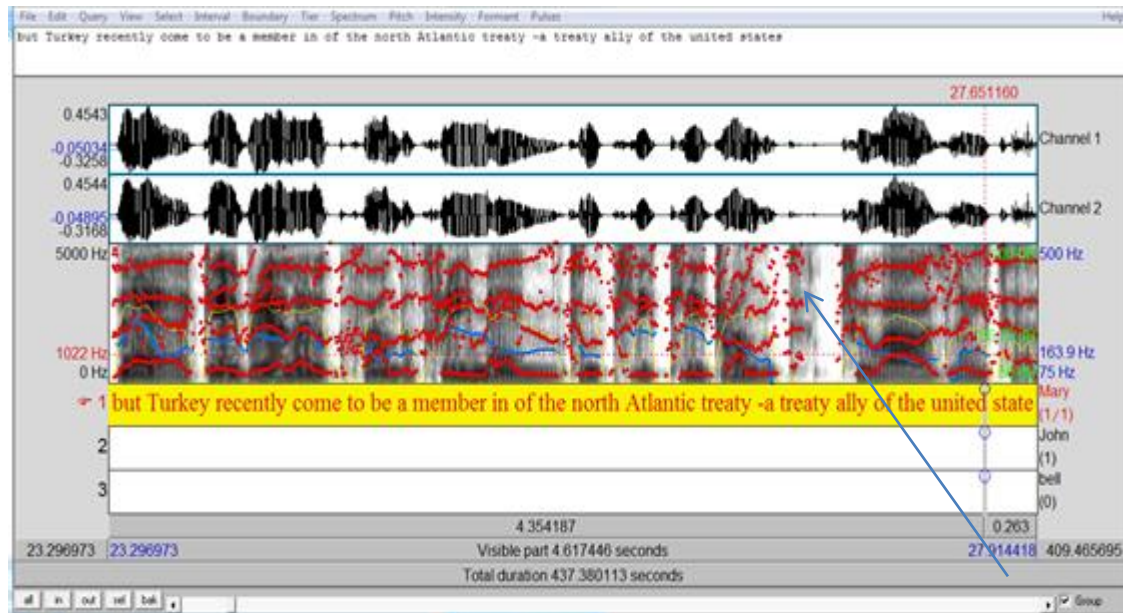 File Edit Query View Select Interval Boundary Tier Spectrum Pitch Intensity Formant Pulses Help
but Turkey recently come to be a member in of the north Atlantic treaty -a treaty ally of the united states
27.651160
0.4543
-0.05034
-0.3258
Channel 1
0.4544
-0.04895
-0.3168
Channel 2
5000 Hz
500 Hz
1022 Hz
163.9 Hz
0 Hz
75 Hz
1 but Turkey recently come to be a member in of the north Atlantic treaty -a treaty ally of the united state
Mary
(1/1)
2
John
(1)
3
bell
(0)
4.354187 0.263
23.296973 23.296973 Visible part 4.617446 seconds 27.914418 409.465695
Total duration 437.380113 seconds
all in out sel bak Group